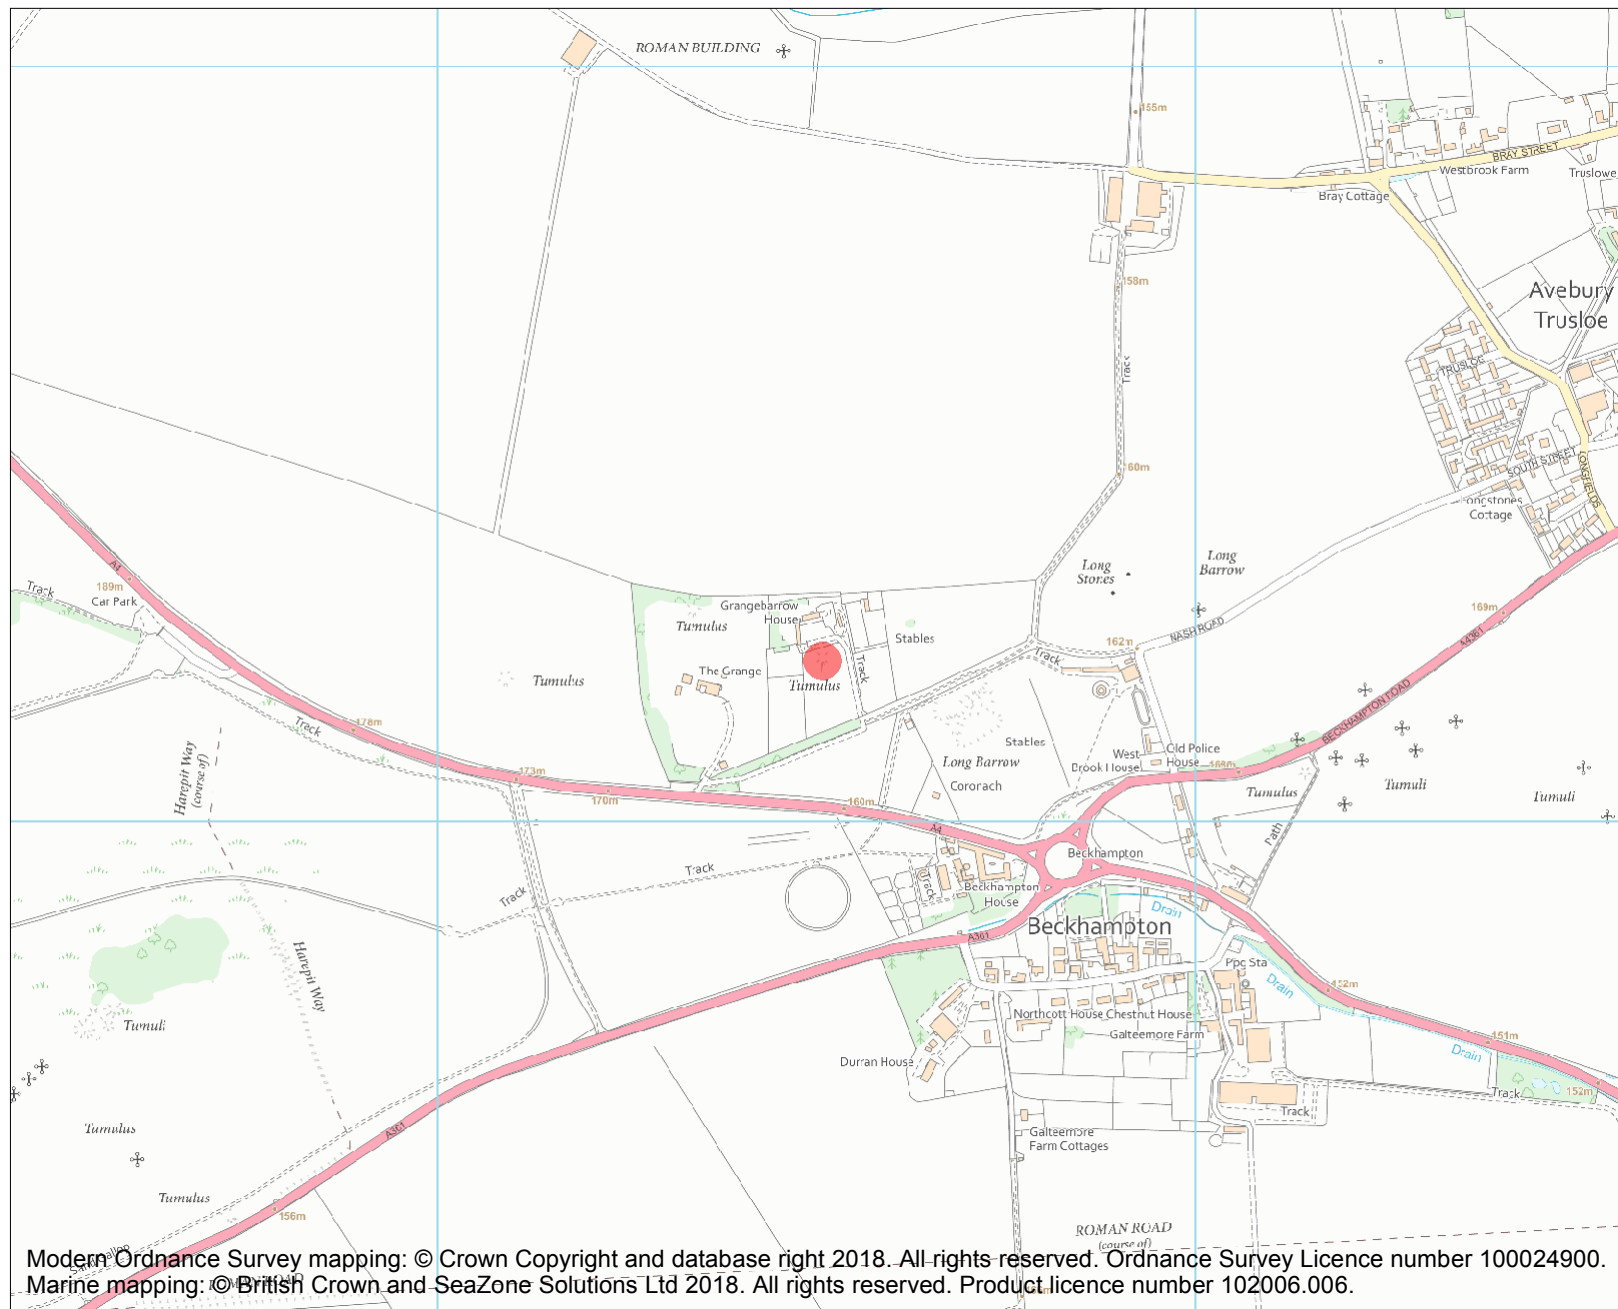 ROMAN BUILDING
155m
BRAY STREET
Westbrook Farm
Truslowe
Bray Cottage
158m
Avebury
Trusloe
Track
TRUSLOE
160m
SOUTH STREET
LONGFIELDS
Longstones
Cottage
Long
Stones
Long
Barrow
A4
189m
Track
Car Park
169m
A4361
NASH ROAD
162m
Track
Grangebarrow
House
Tumulus
Stables
The Grange
Track
Tumulus
Tumulus
BECKHAMPTON ROAD
Track
178m
Harepit Way
(course of)
Stables
Long Barrow
West
Brook House
Old Police
House
168m
Cororach
173m
170m
160m
Tumulus
Tumuli
Tumuli
A4
Path
Beckhampton
Track
Track
Track
Beckhampton
House
Drain
Beckhampton
A361
Harepit Way
Ppg Sta
Drain
152m
Northcott House
Chestnut House
Galteemore Farm
Tumuli
151m
Drain
Durran House
Track
152m
Track
Tumulus
A361
Galteemore
Farm Cottages
Tumulus
156m
ROMAN ROAD
(course of)
Modern Ordnance Survey mapping: © Crown Copyright and database right 2018. All rights reserved. Ordnance Survey Licence number 100024900.
Marine mapping: © British Crown and SeaZone Solutions Ltd 2018. All rights reserved. Product licence number 102006.006.